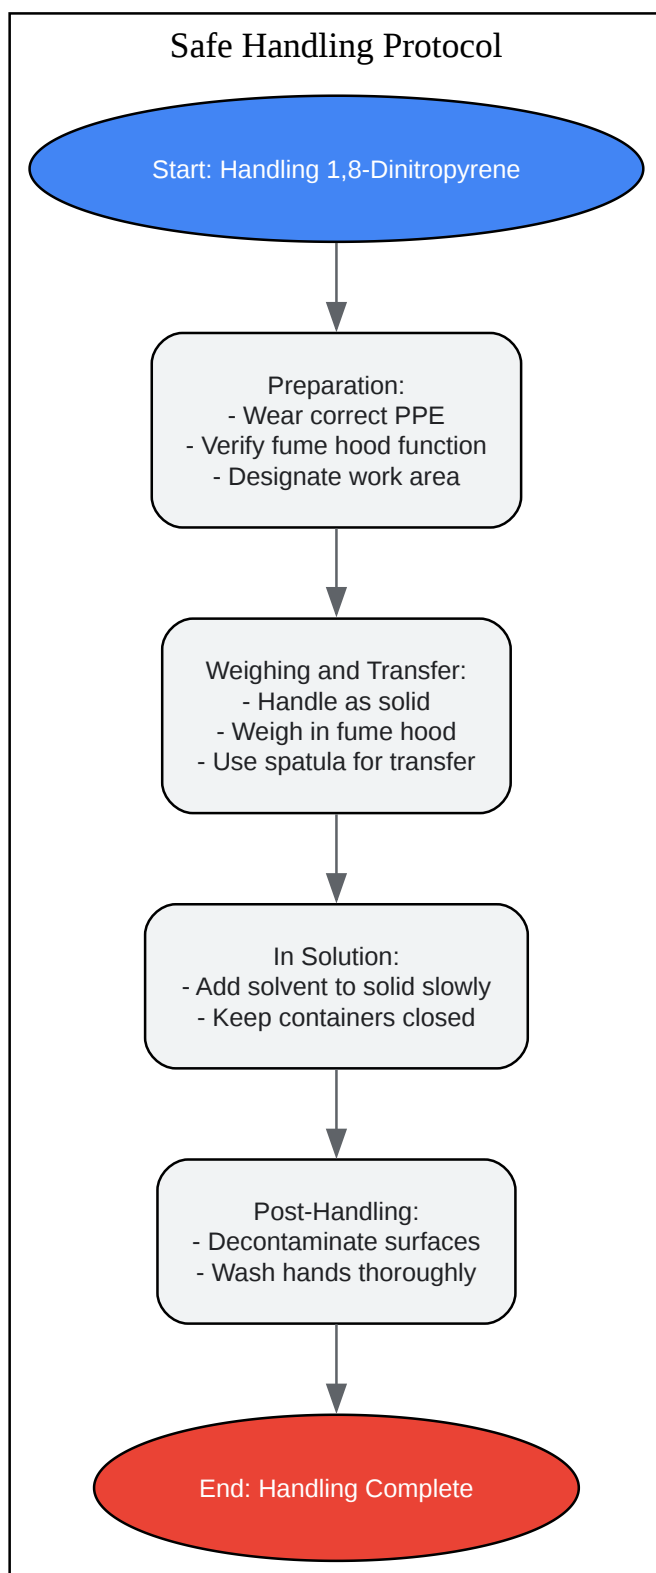 Safe Handling Protocol
Start: Handling 1,8-Dinitropyrene
Preparation:
- Wear correct PPE
- Verify fume hood function
- Designate work area
Weighing and Transfer:
- Handle as solid
- Weigh in fume hood
- Use spatula for transfer
In Solution:
- Add solvent to solid slowly
- Keep containers closed
Post-Handling:
- Decontaminate surfaces
- Wash hands thoroughly
End: Handling Complete